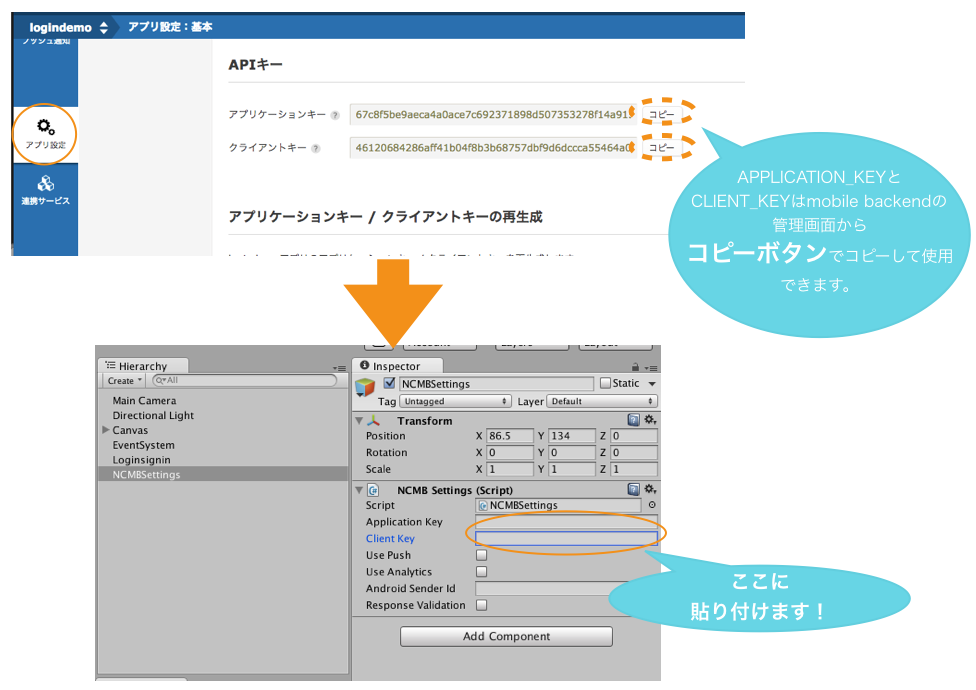 logindemo アプリ設定：基本
プッシュ通知
APIキー
アプリケーションキー ? 67c8f5be9aeca4a0ace7c692371898d507353278f14a91 コピー
アプリ設定
クライアントキー ? 46120684286aff41b04f8b3b68757dbf9d6dccca55464a0 コピー
連携サービス
アプリケーションキー / クライアントキーの再生成
APPLICATION_KEYと
CLIENT_KEYはmobile backendの
管理画面から
コピーボタンでコピーして使用
できます。
Account Layers Layout
Hierarchy
Create All
Main Camera
Directional Light
Canvas
EventSystem
Loginsignin
NCMBSettings
Inspector
NCMBSettings Static
Tag Untagged Layer Default
Transform
Position X 86.5 Y 134 Z 0
Rotation X 0 Y 0 Z 0
Scale X 1 Y 1 Z 1
NCMB Settings (Script)
Script NCMBSettings
Application Key
Client Key
Use Push
Use Analytics
Android Sender Id
Response Validation
Add Component
ここに
貼り付けます！